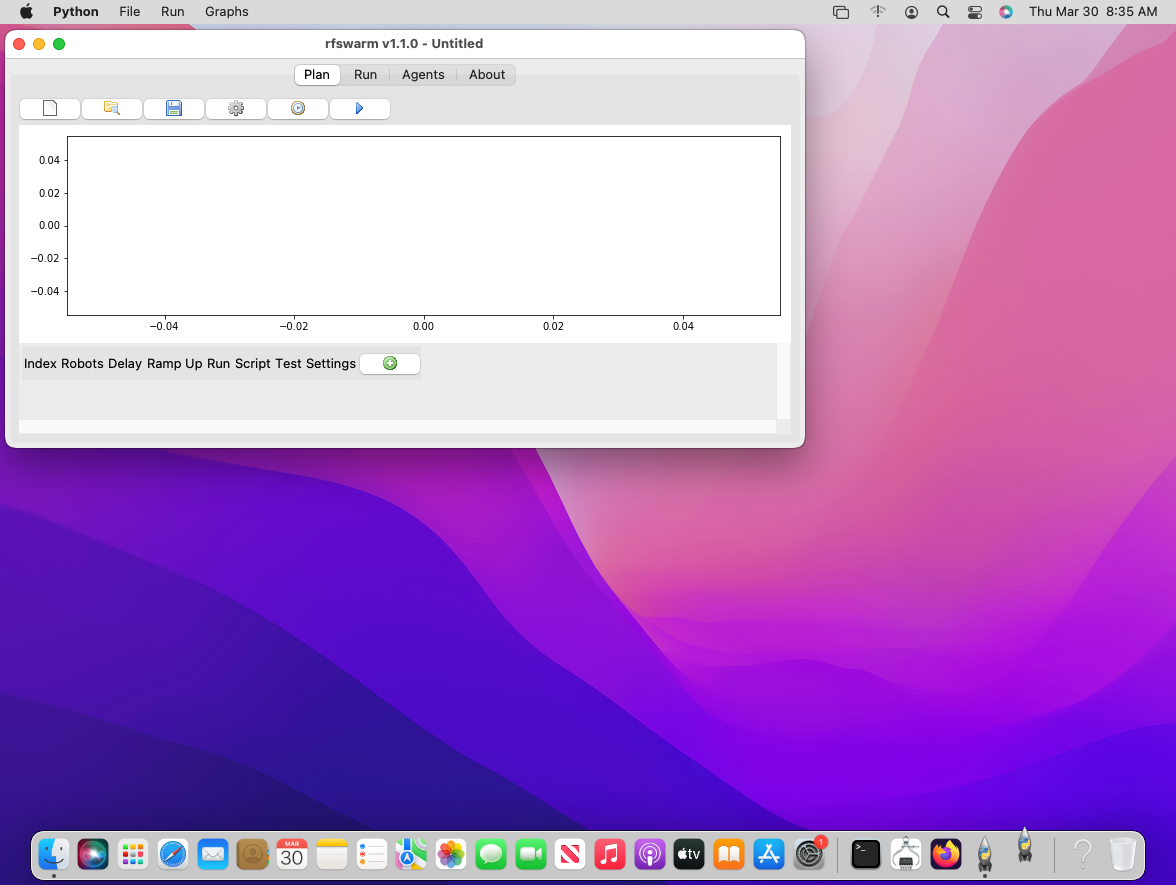 Python File Run Graphs Thu Mar 30 8:35 AM
rfswarm v1.1.0 - Untitled
Plan Run Agents About
0.04
0.02
0.00
−0.02
−0.04
−0.04 −0.02 0.00 0.02 0.04
Index Robots Delay Ramp Up Run Script Test Settings
MAR
30
tv
1
>_
?